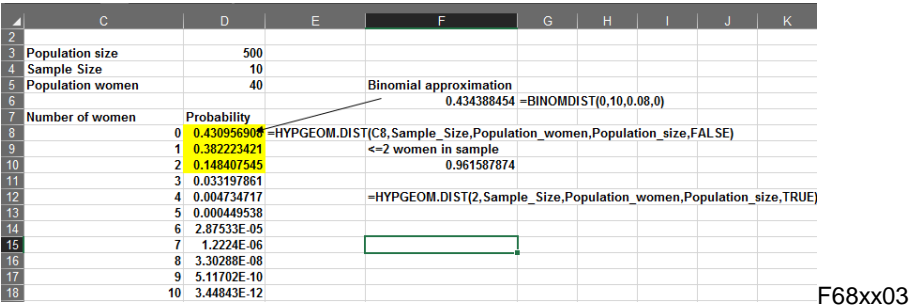 C D E F G H I J K
2
3 Population size 500
4 Sample Size 10
5 Population women 40 Binomial approximation
6 0.434388454 =BINOMDIST(0,10,0.08,0)
7 Number of women Probability
8 0 0.430956908 =HYPGEOM.DIST(C8,Sample_Size,Population_women,Population_size,FALSE)
9 1 0.382223421 <=2 women in sample
10 2 0.148407545 0.961587874
11 3 0.033197861
12 4 0.004734717 =HYPGEOM.DIST(2,Sample_Size,Population_women,Population_size,TRUE)
13 5 0.000449538
14 6 2.87533E-05
15 7 1.2224E-06
16 8 3.30288E-08
17 9 5.11702E-10
18 10 3.44843E-12
F68xx03